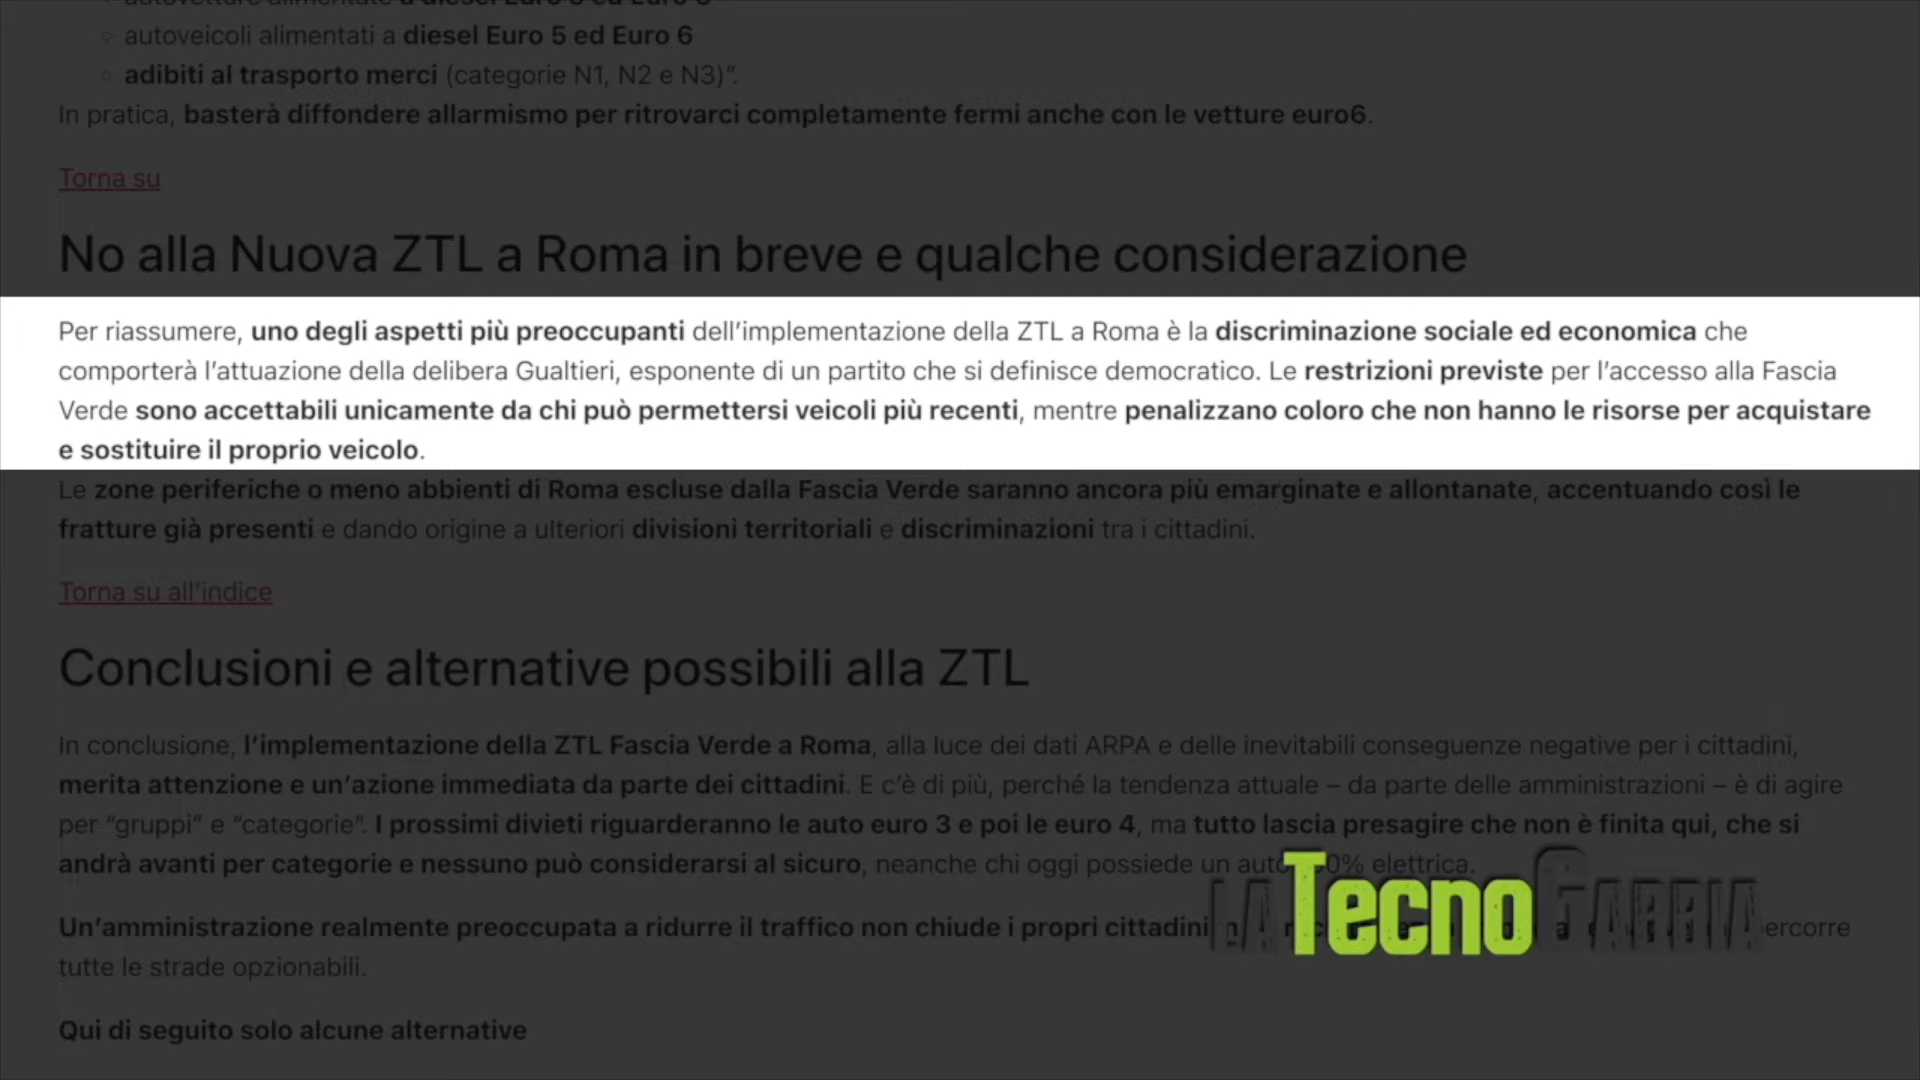 autoveicoli alimentati a diesel Euro 5 ed Euro 6
adibiti al trasporto merci (categorie N1, N2 e N3)”.
In pratica, basterà diffondere allarmismo per ritrovarci completamente fermi anche con le vetture euro6.
Torna su
No alla Nuova ZTL a Roma in breve e qualche considerazione
Per riassumere, uno degli aspetti più preoccupanti dell’implementazione della ZTL a Roma è la discriminazione sociale ed economica che
comporterà l’attuazione della delibera Gualtieri, esponente di un partito che si definisce democratico. Le restrizioni previste per l’accesso alla Fascia
Verde sono accettabili unicamente da chi può permettersi veicoli più recenti, mentre penalizzano coloro che non hanno le risorse per acquistare
e sostituire il proprio veicolo.
Le zone periferiche o meno abbienti di Roma escluse dalla Fascia Verde saranno ancora più emarginate e allontanate, accentuando così le
fratture già presenti e dando origine a ulteriori divisioni territoriali e discriminazioni tra i cittadini.
Torna su all’indice
Conclusioni e alternative possibili alla ZTL
In conclusione, l’implementazione della ZTL Fascia Verde a Roma, alla luce dei dati ARPA e delle inevitabili conseguenze negative per i cittadini,
merita attenzione e un’azione immediata da parte dei cittadini. E c’è di più, perché la tendenza attuale – da parte delle amministrazioni – è di agire
per “gruppi” e “categorie”. I prossimi divieti riguarderanno le auto euro 3 e poi le euro 4, ma tutto lascia presagire che non è finita qui, che si
andrà avanti per categorie e nessuno può considerarsi al sicuro, neanche chi oggi possiede un elettrica.
LA TECNOGABBIA
Un’amministrazione realmente preoccupata a ridurre il traffico non chiude i propri cittadini
tutte le strade opzionabili.
Qui di seguito solo alcune alternative